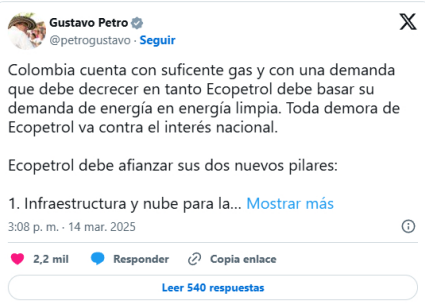 Gustavo Petro
@petrogustavo · Seguir
Colombia cuenta con suficente gas y con una demanda
que debe decrecer en tanto Ecopetrol debe basar su
demanda de energía en energía limpia. Toda demora de
Ecopetrol va contra el interés nacional.
Ecopetrol debe afianzar sus dos nuevos pilares:
1. Infraestructura y nube para la... Mostrar más
3:08 p. m. · 14 mar. 2025
2,2 mil Responder Copia enlace
Leer 540 respuestas